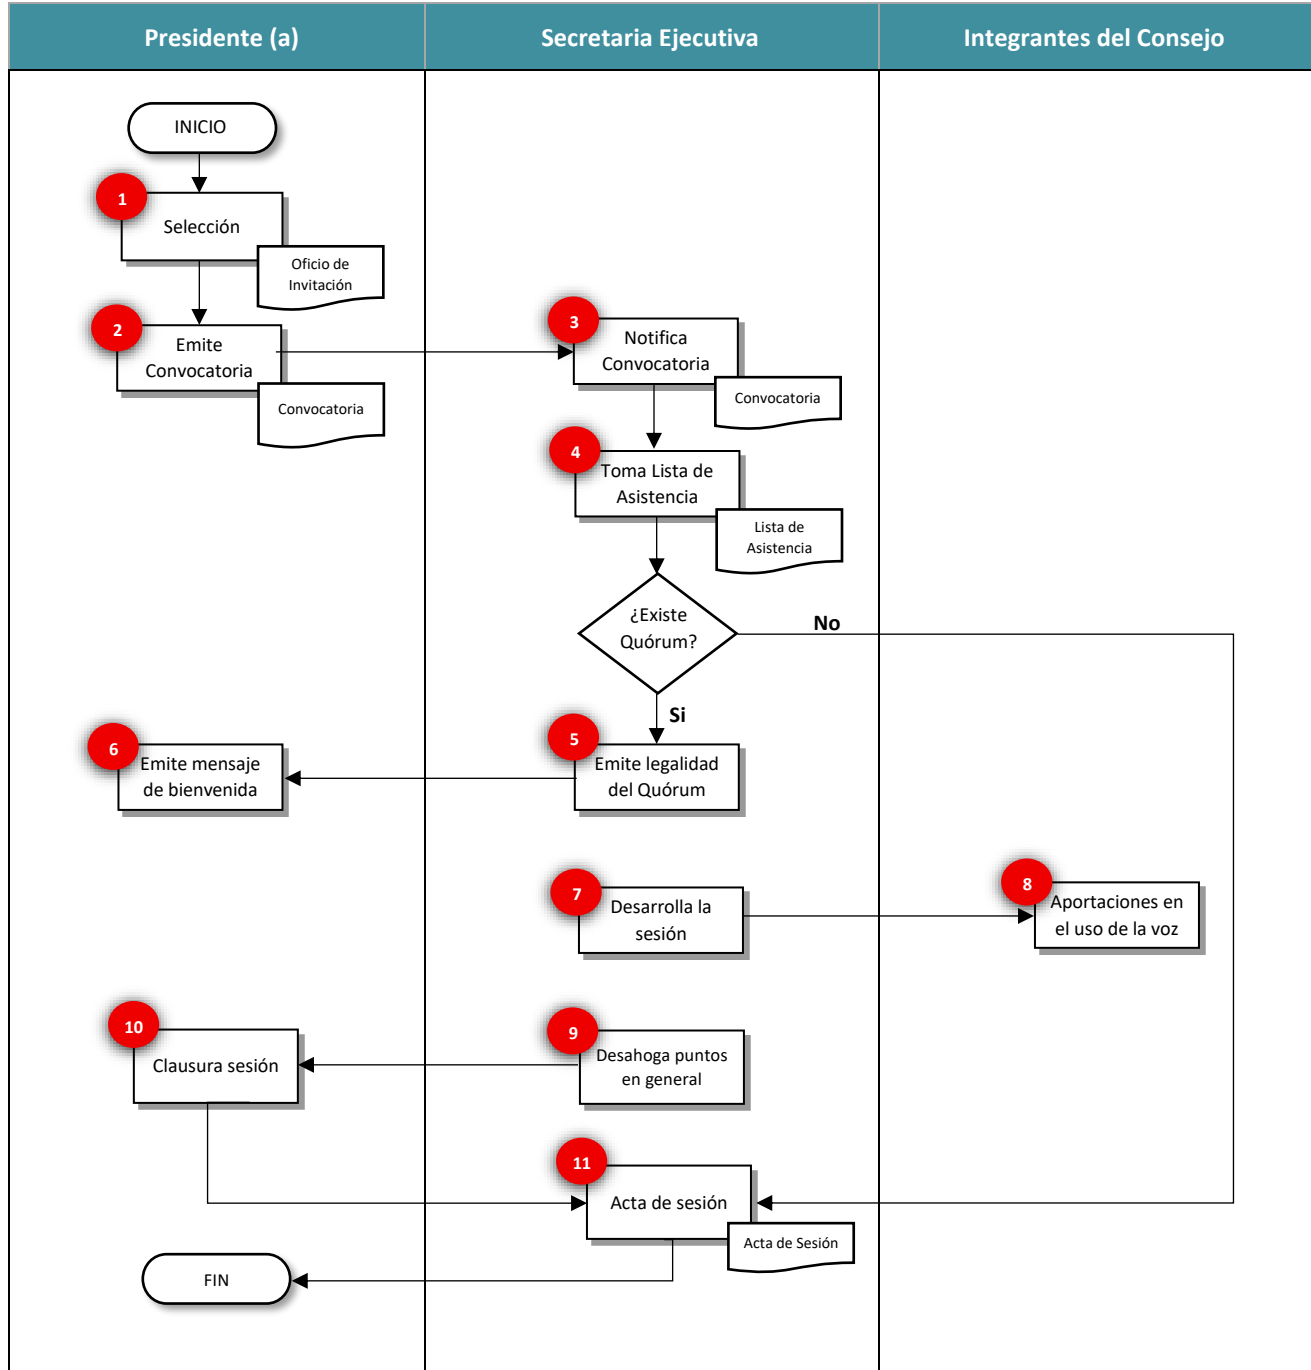 Presidente (a)
Secretaria Ejecutiva
Integrantes del Consejo
INICIO
1
Selección
Oficio de
Invitación
2
Emite
Convocatoria
Convocatoria
3
Notifica
Convocatoria
Convocatoria
4
Toma Lista de
Asistencia
Lista de
Asistencia
¿Existe
Quórum?
No
Si
5
Emite legalidad
del Quórum
6
Emite mensaje
de bienvenida
7
Desarrolla la
sesión
8
Aportaciones en
el uso de la voz
9
Desahoga puntos
en general
10
Clausura sesión
11
Acta de sesión
Acta de Sesión
FIN